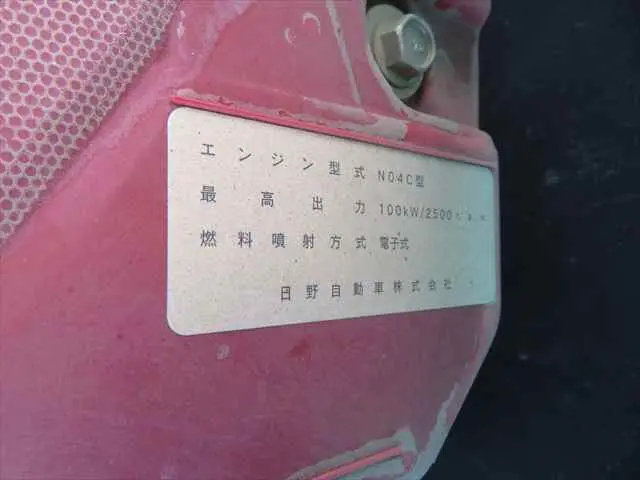 エンジン型式 N04C型
最高出力 100kW/2500
燃料噴射方式 電子式
日野自動車株式会社